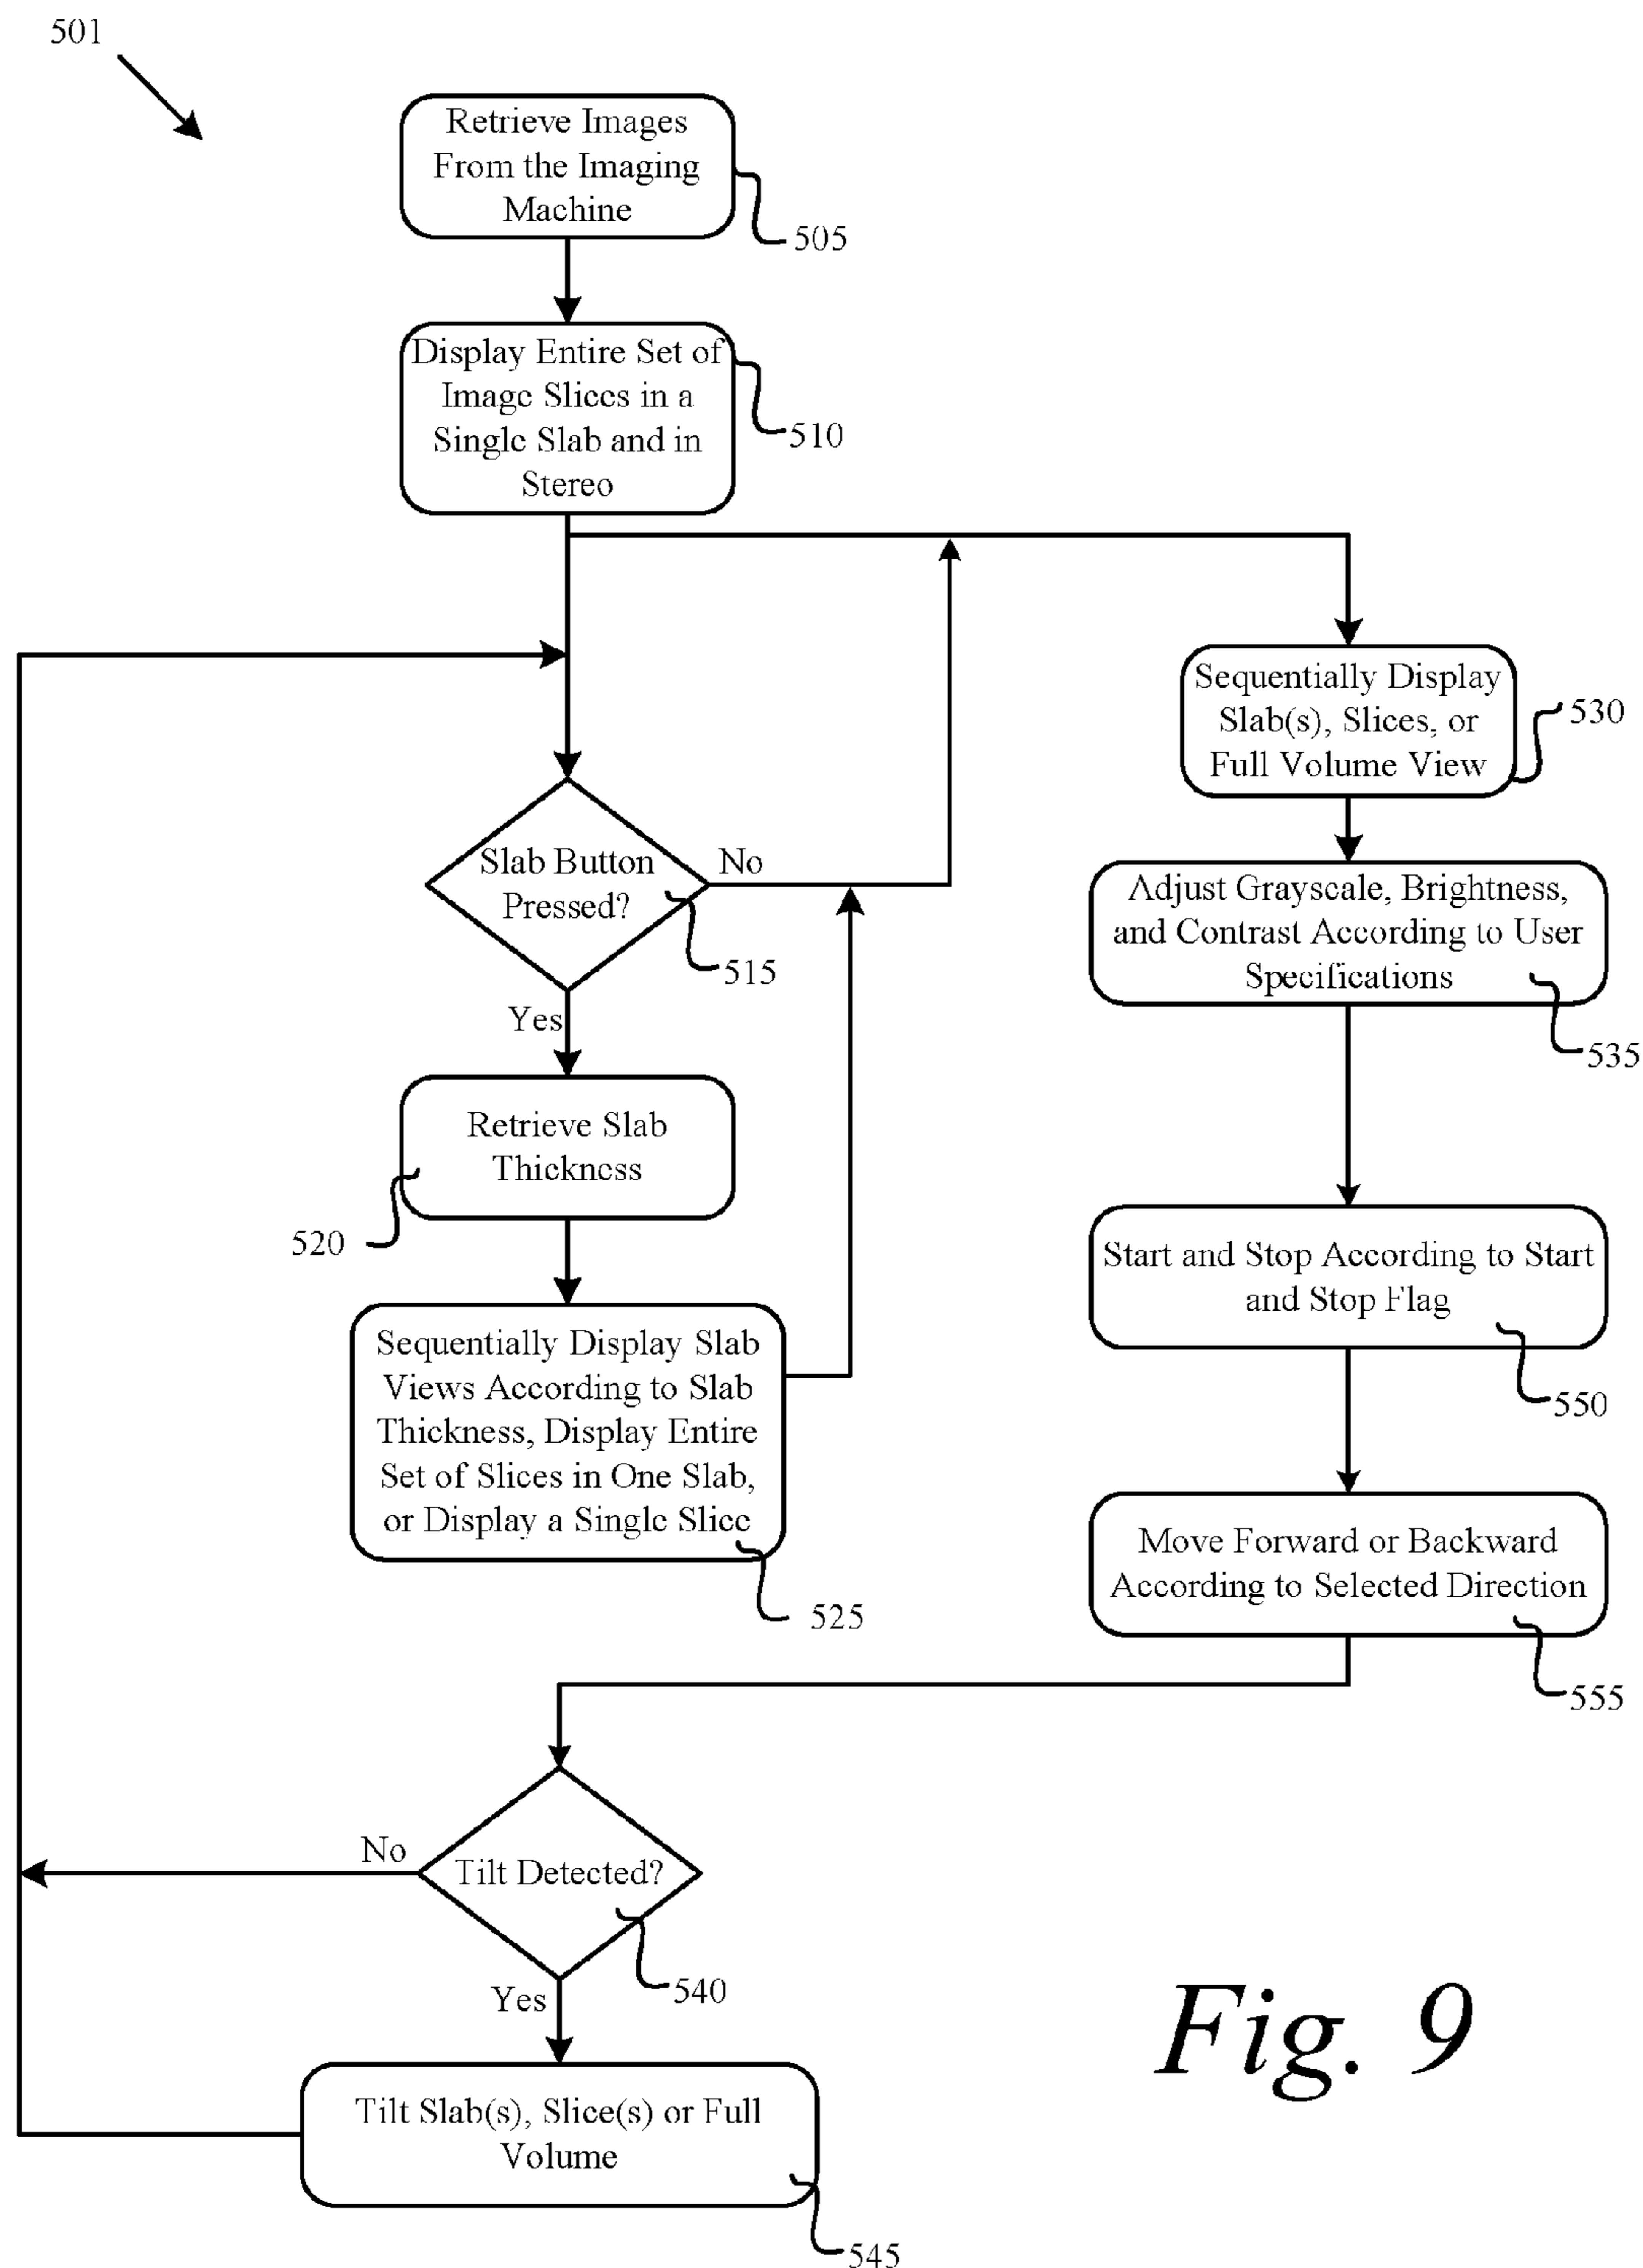 501
Retrieve Images
From the Imaging
Machine
505
Display Entire Set of
Image Slices in a
Single Slab and in
Stereo
510
Sequentially Display
Slab(s), Slices, or
Full Volume View
530
Slab Button
Pressed?
No
515
Yes
Adjust Grayscale, Brightness,
and Contrast According to User
Specifications
535
Retrieve Slab
Thickness
520
Start and Stop According to Start
and Stop Flag
550
Sequentially Display Slab
Views According to Slab
Thickness, Display Entire
Set of Slices in One Slab,
or Display a Single Slice
525
Move Forward or Backward
According to Selected Direction
555
No
Tilt Detected?
540
Yes
Tilt Slab(s), Slice(s) or Full
Volume
545
Fig. 9